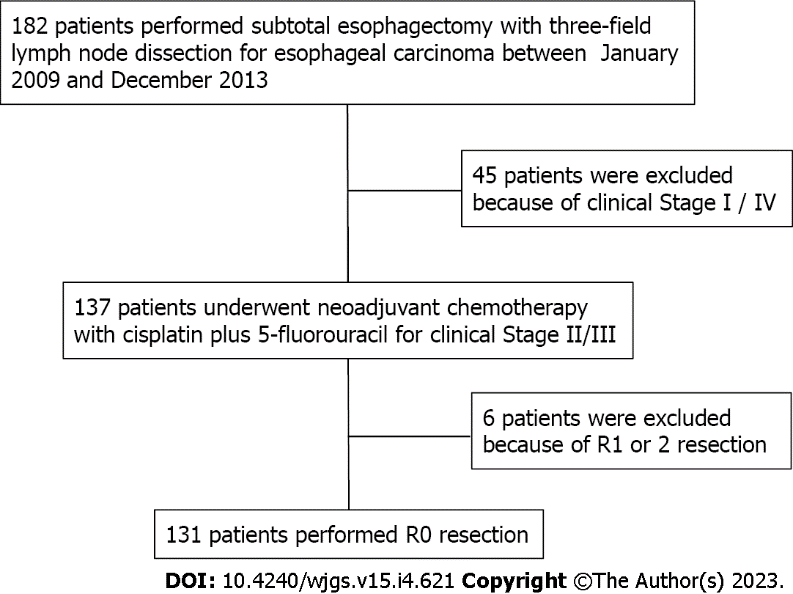 182 patients performed subtotal esophagectomy with three-field
lymph node dissection for esophageal carcinoma between January
2009 and December 2013
45 patients were excluded
because of clinical Stage I / IV
137 patients underwent neoadjuvant chemotherapy
with cisplatin plus 5-fluorouracil for clinical Stage II/III
6 patients were excluded
because of R1 or 2 resection
131 patients performed R0 resection
DOI: 10.4240/wjgs.v15.i4.621 Copyright ©The Author(s) 2023.